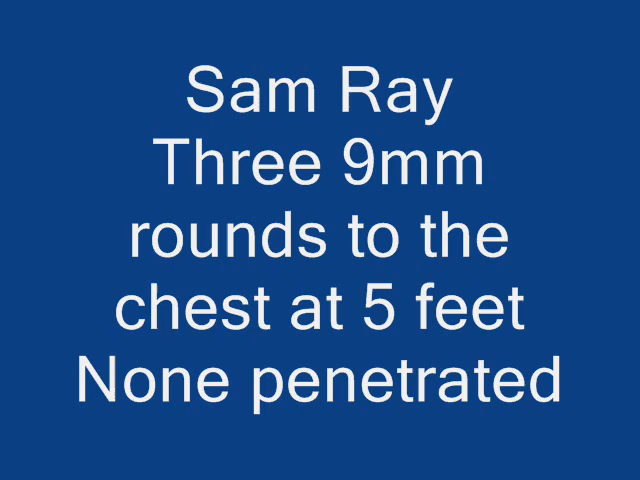 Sam Ray
Three 9mm
rounds to the
chest at 5 feet
None penetrated